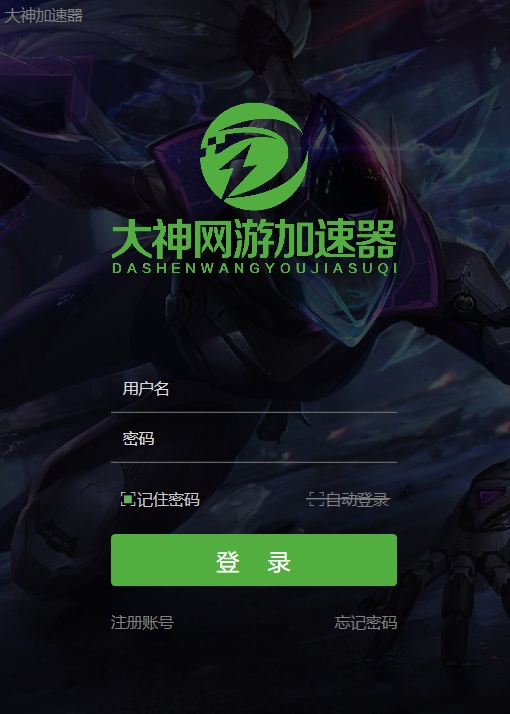 大神加速器
大神网游加速器
DASHENWANGYOUJIASUQI
用户名
密码
记住密码 自动登录
登 录
注册账号 忘记密码